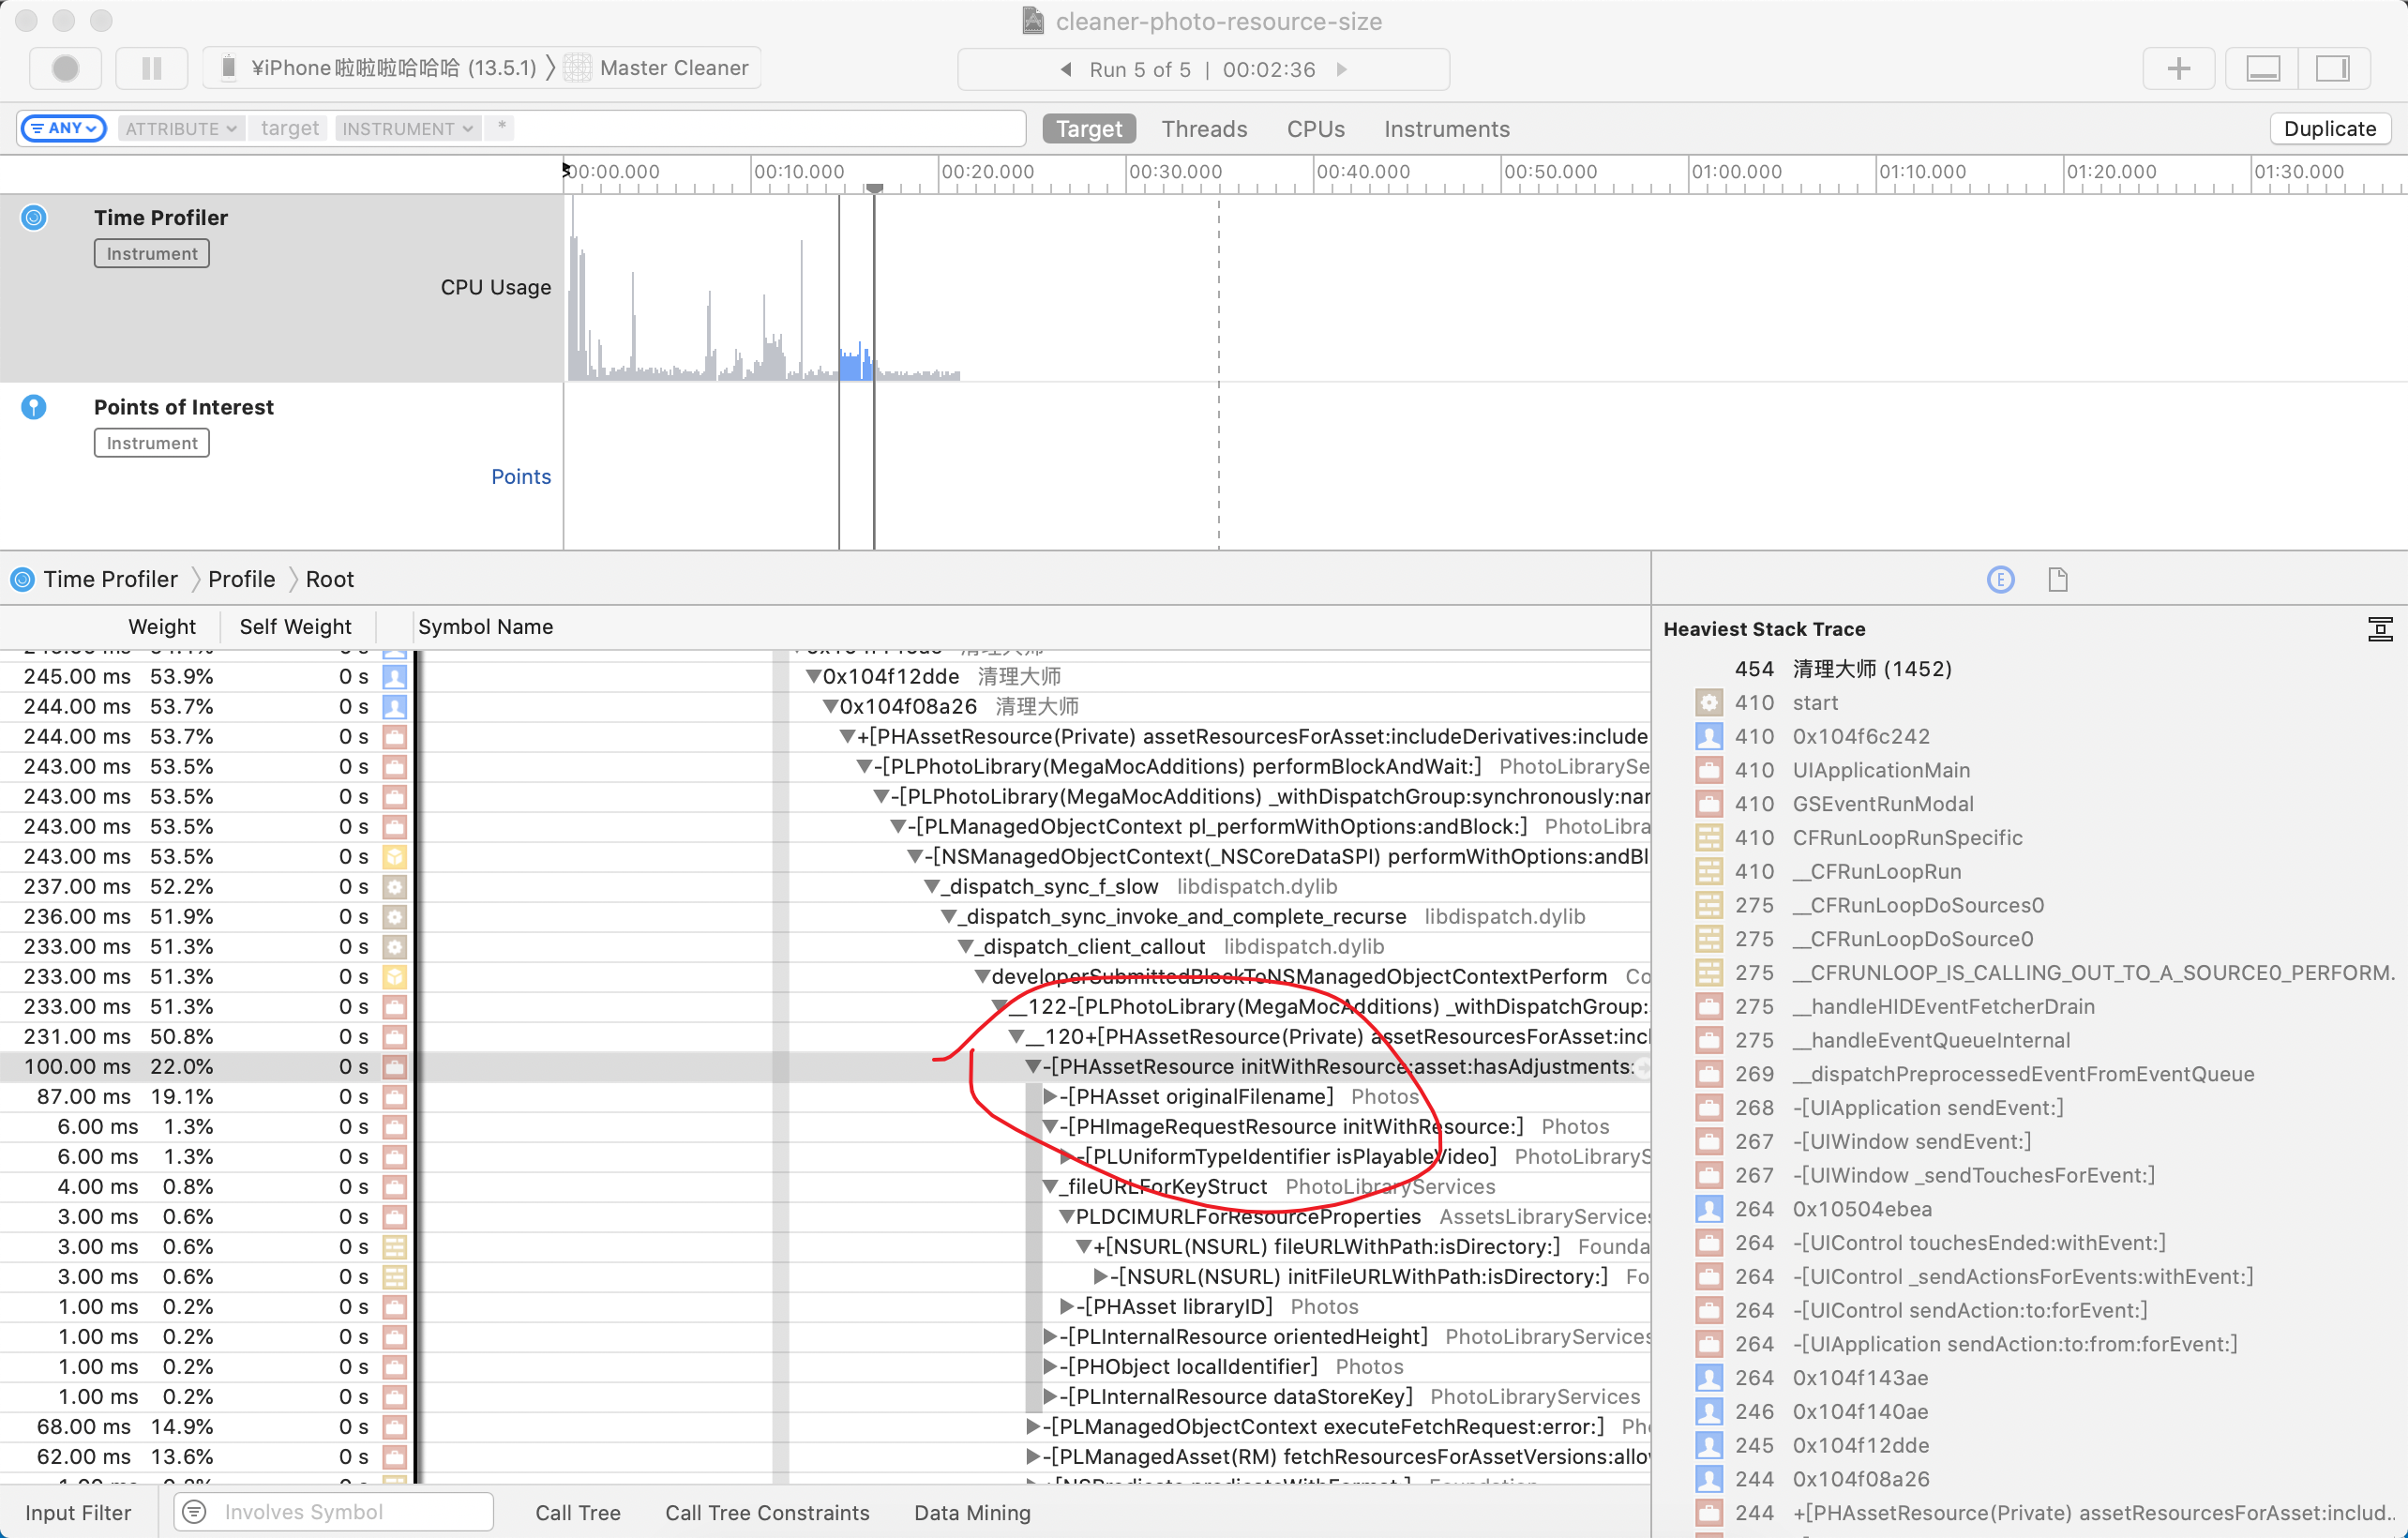 cleaner-photo-resource-size
¥iPhone啦啦啦哈哈哈 (13.5.1) 〉 Master Cleaner
Run 5 of 5 | 00:02:36
ANY ATTRIBUTE target INSTRUMENT *
Target Threads CPUs Instruments
Duplicate
00:00.000 00:10.000 00:20.000 00:30.000 00:40.000 00:50.000 01:00.000 01:10.000 01:20.000 01:30.000
Time Profiler
Instrument
CPU Usage
Points of Interest
Instrument
Points
Time Profiler 〉 Profile 〉 Root
Weight Self Weight Symbol Name
245.00 ms 53.9% 0 s 0x104f12dde 清理大师
244.00 ms 53.7% 0 s 0x104f08a26 清理大师
244.00 ms 53.7% 0 s +[PHAssetResource(Private) assetResourcesForAsset:includeDerivatives:include
243.00 ms 53.5% 0 s -[PLPhotoLibrary(MegaMocAdditions) performBlockAndWait:] PhotoLibrarySe
243.00 ms 53.5% 0 s -[PLPhotoLibrary(MegaMocAdditions) _withDispatchGroup:synchronously:nar
243.00 ms 53.5% 0 s -[PLManagedObjectContext pl_performWithOptions:andBlock:] PhotoLibra
243.00 ms 53.5% 0 s -[NSManagedObjectContext(_NSCoreDataSPI) performWithOptions:andBl
237.00 ms 52.2% 0 s _dispatch_sync_f_slow libdispatch.dylib
236.00 ms 51.9% 0 s _dispatch_sync_invoke_and_complete_recurse libdispatch.dylib
233.00 ms 51.3% 0 s _dispatch_client_callout libdispatch.dylib
233.00 ms 51.3% 0 s developerSubmittedBlockToNSManagedObjectContextPerform Co
233.00 ms 51.3% 0 s __122-[PLPhotoLibrary(MegaMocAdditions) _withDispatchGroup:
231.00 ms 50.8% 0 s __120+[PHAssetResource(Private) assetResourcesForAsset:incl
100.00 ms 22.0% 0 s -[PHAssetResource initWithResource:asset:hasAdjustments:
87.00 ms 19.1% 0 s -[PHAsset originalFilename] Photos
6.00 ms 1.3% 0 s -[PHImageRequestResource initWithResource:] Photos
6.00 ms 1.3% 0 s -[PLUniformTypeIdentifier isPlayableVideo] PhotoLibraryS
4.00 ms 0.8% 0 s _fileURLForKeyStruct PhotoLibraryServices
3.00 ms 0.6% 0 s PLDCIMURLForResourceProperties AssetsLibraryServices
3.00 ms 0.6% 0 s +[NSURL(NSURL) fileURLWithPath:isDirectory:] Founda
3.00 ms 0.6% 0 s -[NSURL(NSURL) initFileURLWithPath:isDirectory:] Fo
1.00 ms 0.2% 0 s -[PHAsset libraryID] Photos
1.00 ms 0.2% 0 s -[PLInternalResource orientedHeight] PhotoLibraryServices
1.00 ms 0.2% 0 s -[PHObject localIdentifier] Photos
1.00 ms 0.2% 0 s -[PLInternalResource dataStoreKey] PhotoLibraryServices
68.00 ms 14.9% 0 s -[PLManagedObjectContext executeFetchRequest:error:] Pho
62.00 ms 13.6% 0 s -[PLManagedAsset(RM) fetchResourcesForAssetVersions:allo
Input Filter Involves Symbol Call Tree Call Tree Constraints Data Mining
E
Heaviest Stack Trace
454 清理大师 (1452)
410 start
410 0x104f6c242
410 UIApplicationMain
410 GSEventRunModal
410 CFRunLoopRunSpecific
410 __CFRunLoopRun
275 __CFRunLoopDoSources0
275 __CFRunLoopDoSource0
275 __CFRUNLOOP_IS_CALLING_OUT_TO_A_SOURCE0_PERFORM...
275 __handleHIDEventFetcherDrain
275 __handleEventQueueInternal
269 __dispatchPreprocessedEventFromEventQueue
268 -[UIApplication sendEvent:]
267 -[UIWindow sendEvent:]
267 -[UIWindow _sendTouchesForEvent:]
264 0x10504ebea
264 -[UIControl touchesEnded:withEvent:]
264 -[UIControl _sendActionsForEvents:withEvent:]
264 -[UIControl sendAction:to:forEvent:]
264 -[UIApplication sendAction:to:from:forEvent:]
264 0x104f143ae
246 0x104f140ae
245 0x104f12dde
244 0x104f08a26
244 +[PHAssetResource(Private) assetResourcesForAsset:includ...